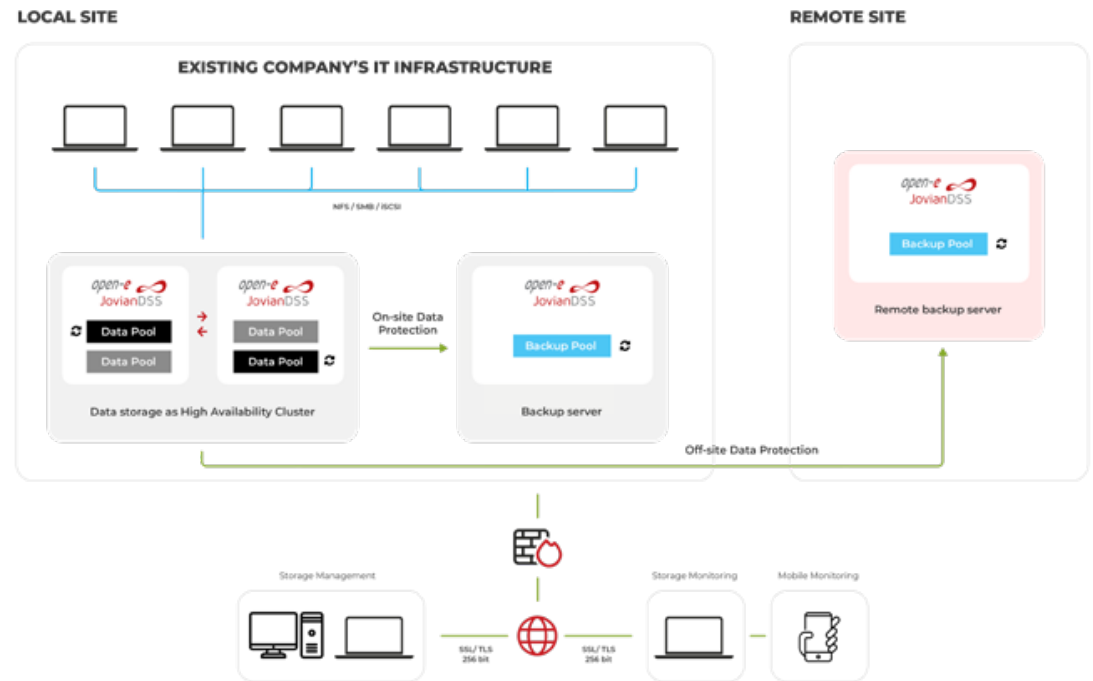 LOCAL SITE
REMOTE SITE
EXISTING COMPANY'S IT INFRASTRUCTURE
NFS / SMB / iSCSI
open-e
JovianDSS
Data Pool
Data Pool
open-e
JovianDSS
Data Pool
Data Pool
Data storage as High Availability Cluster
On-site Data
Protection
open-e
JovianDSS
Backup Pool
Backup server
open-e
JovianDSS
Backup Pool
Remote backup server
Off-site Data Protection
Storage Management
SSL/ TLS
256 bit
SSL/ TLS
256 bit
Storage Monitoring
Mobile Monitoring